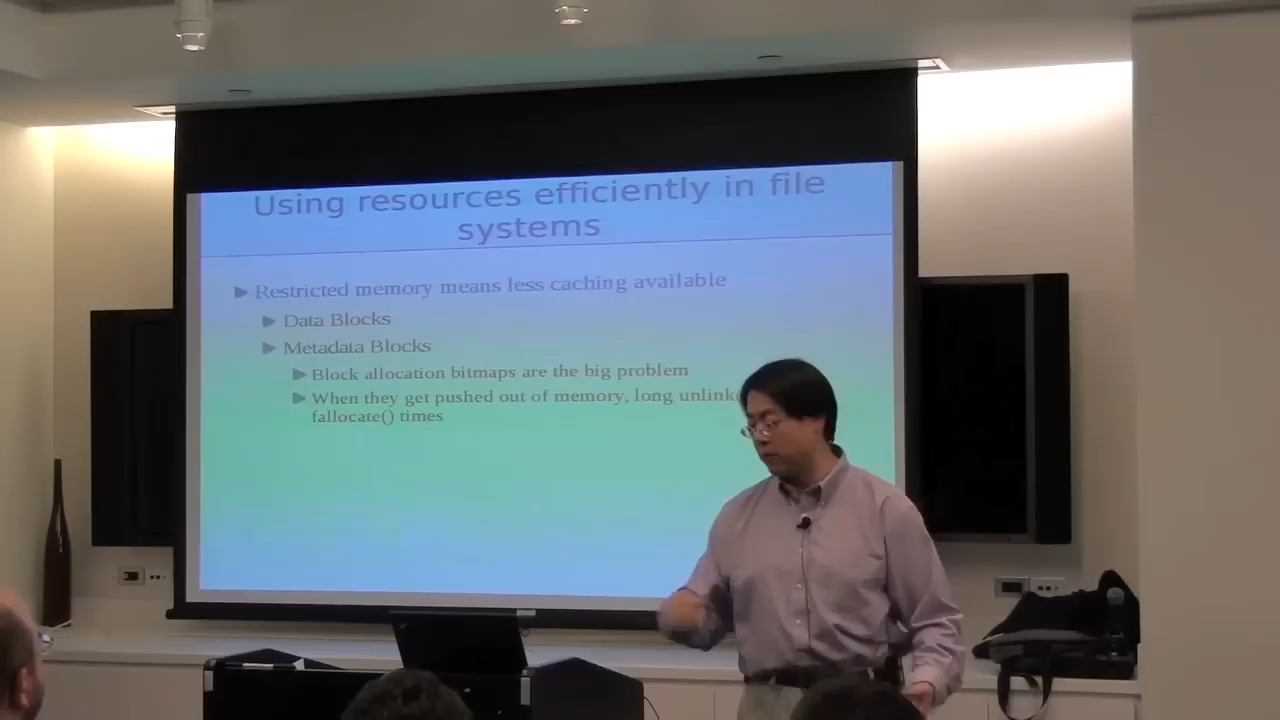 Using resources efficiently in file
systems
Restricted memory means less caching available
Data Blocks
Metadata Blocks
Block allocation bitmaps are the big problem
When they get pushed out of memory, long unlink
fallocate() times